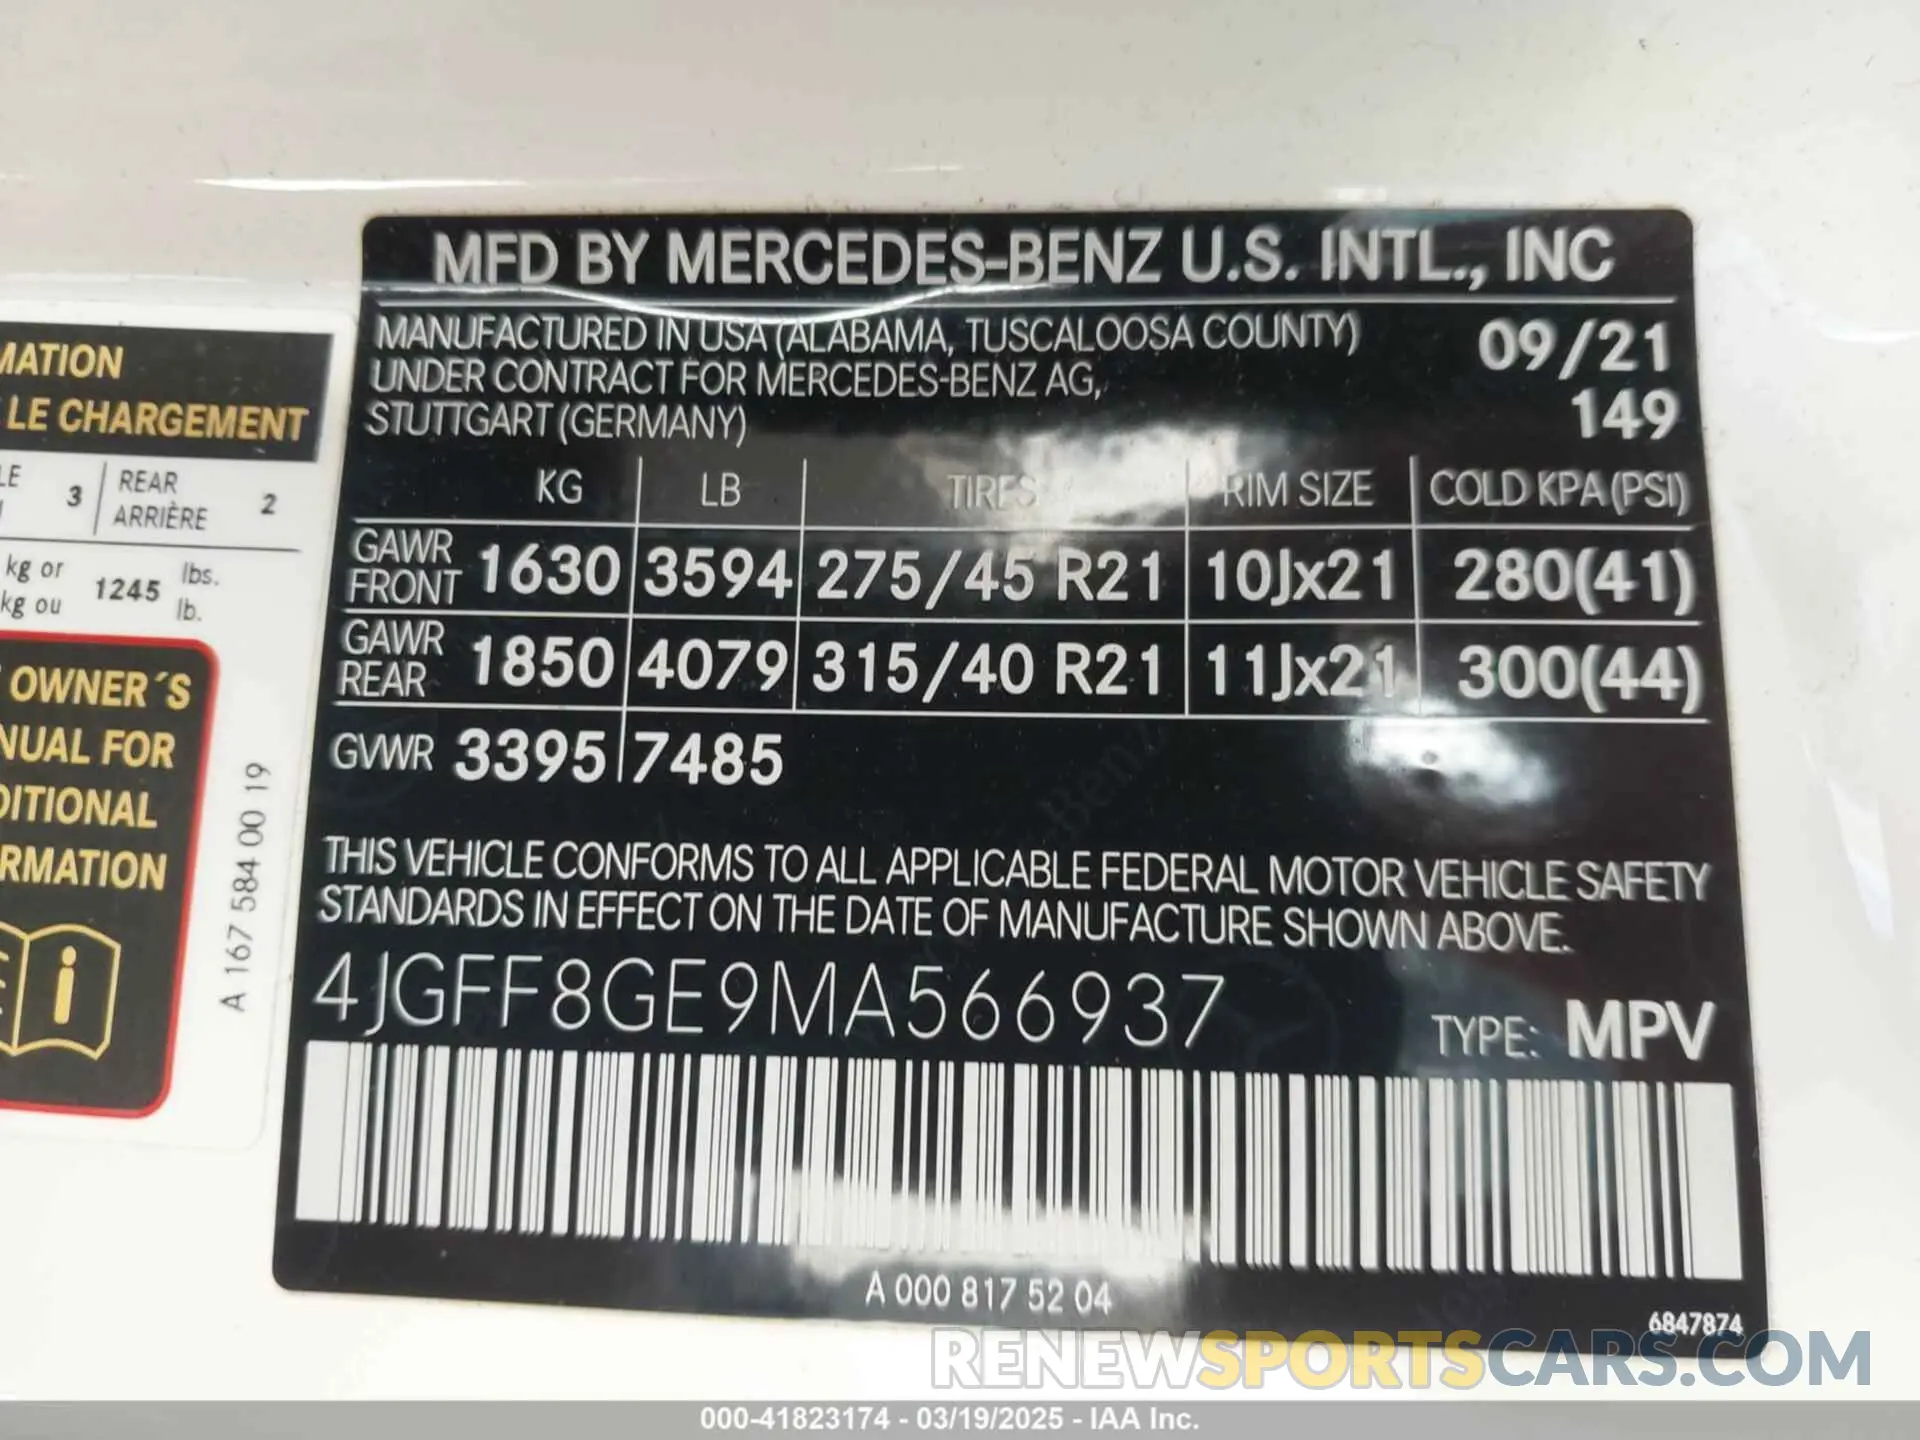 MATION
LE CHARGEMENT
3 REAR 2
ARRIÈRE
kg or 1245 lbs.
kg ou lb.
OWNER´S
FOR
A 167 584 00 19
MFD BY MERCEDES-BENZ U.S. INTL., INC
MANUFACTURED IN USA (ALABAMA, TUSCALOOSA COUNTY) 09/21
UNDER CONTRACT FOR MERCEDES-BENZ AG,
STUTTGART (GERMANY) 149
KG LB TIRES RIM SIZE COLD KPA (PSI)
GAWR FRONT 1630 3594 275/45 R21 10Jx21 280(41)
GAWR REAR 1850 4079 315/40 R21 11Jx21 300(44)
GVWR 3395 7485
THIS VEHICLE CONFORMS TO ALL APPLICABLE FEDERAL MOTOR VEHICLE SAFETY
STANDARDS IN EFFECT ON THE DATE OF MANUFACTURE SHOWN ABOVE.
4JGFF8GE9MA566937 TYPE: MPV
A 000 817 52 04
6847874
RENEWSPORTSCARS.COM
000-41823174 - 03/19/2025 - IAA Inc.